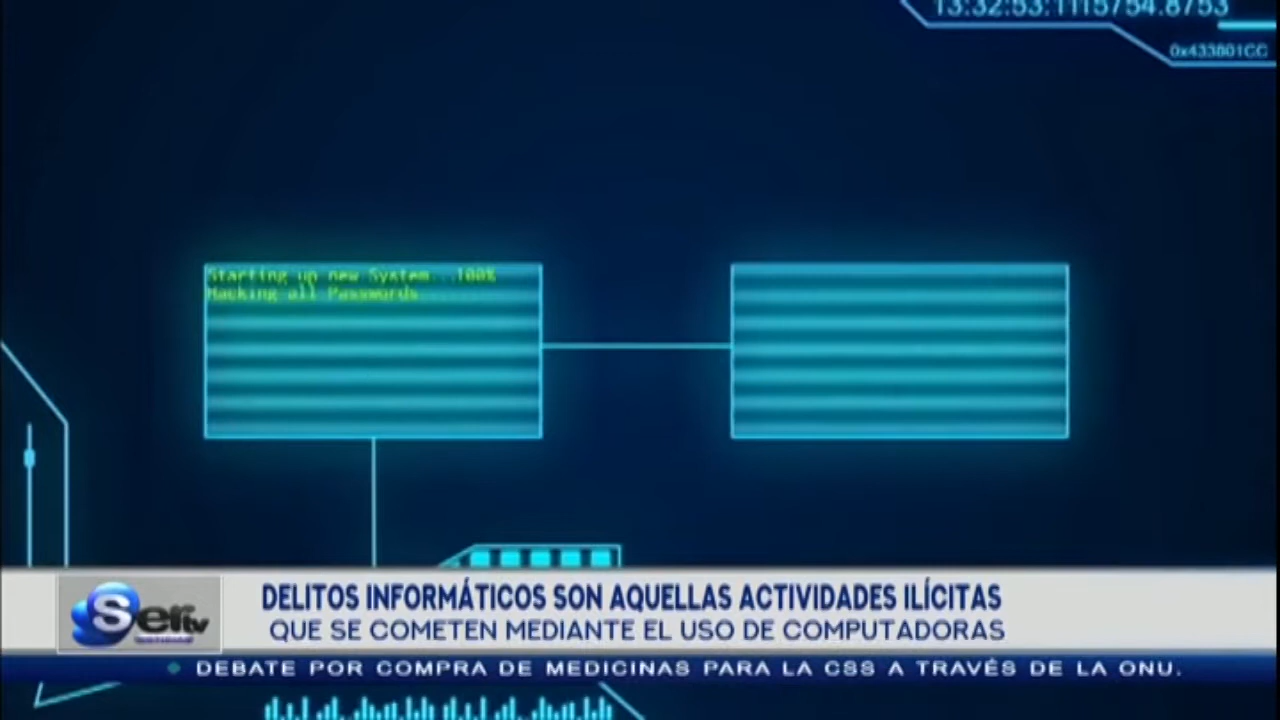 13:32:53:1115754.8753
0x433801CC
Starting up new System...100%
Hacking all Passwords.......
DELITOS INFORMÁTICOS SON AQUELLAS ACTIVIDADES ILÍCITAS
QUE SE COMETEN MEDIANTE EL USO DE COMPUTADORAS
Sertv
DEBATE POR COMPRA DE MEDICINAS PARA LA CSS A TRAVÉS DE LA ONU.